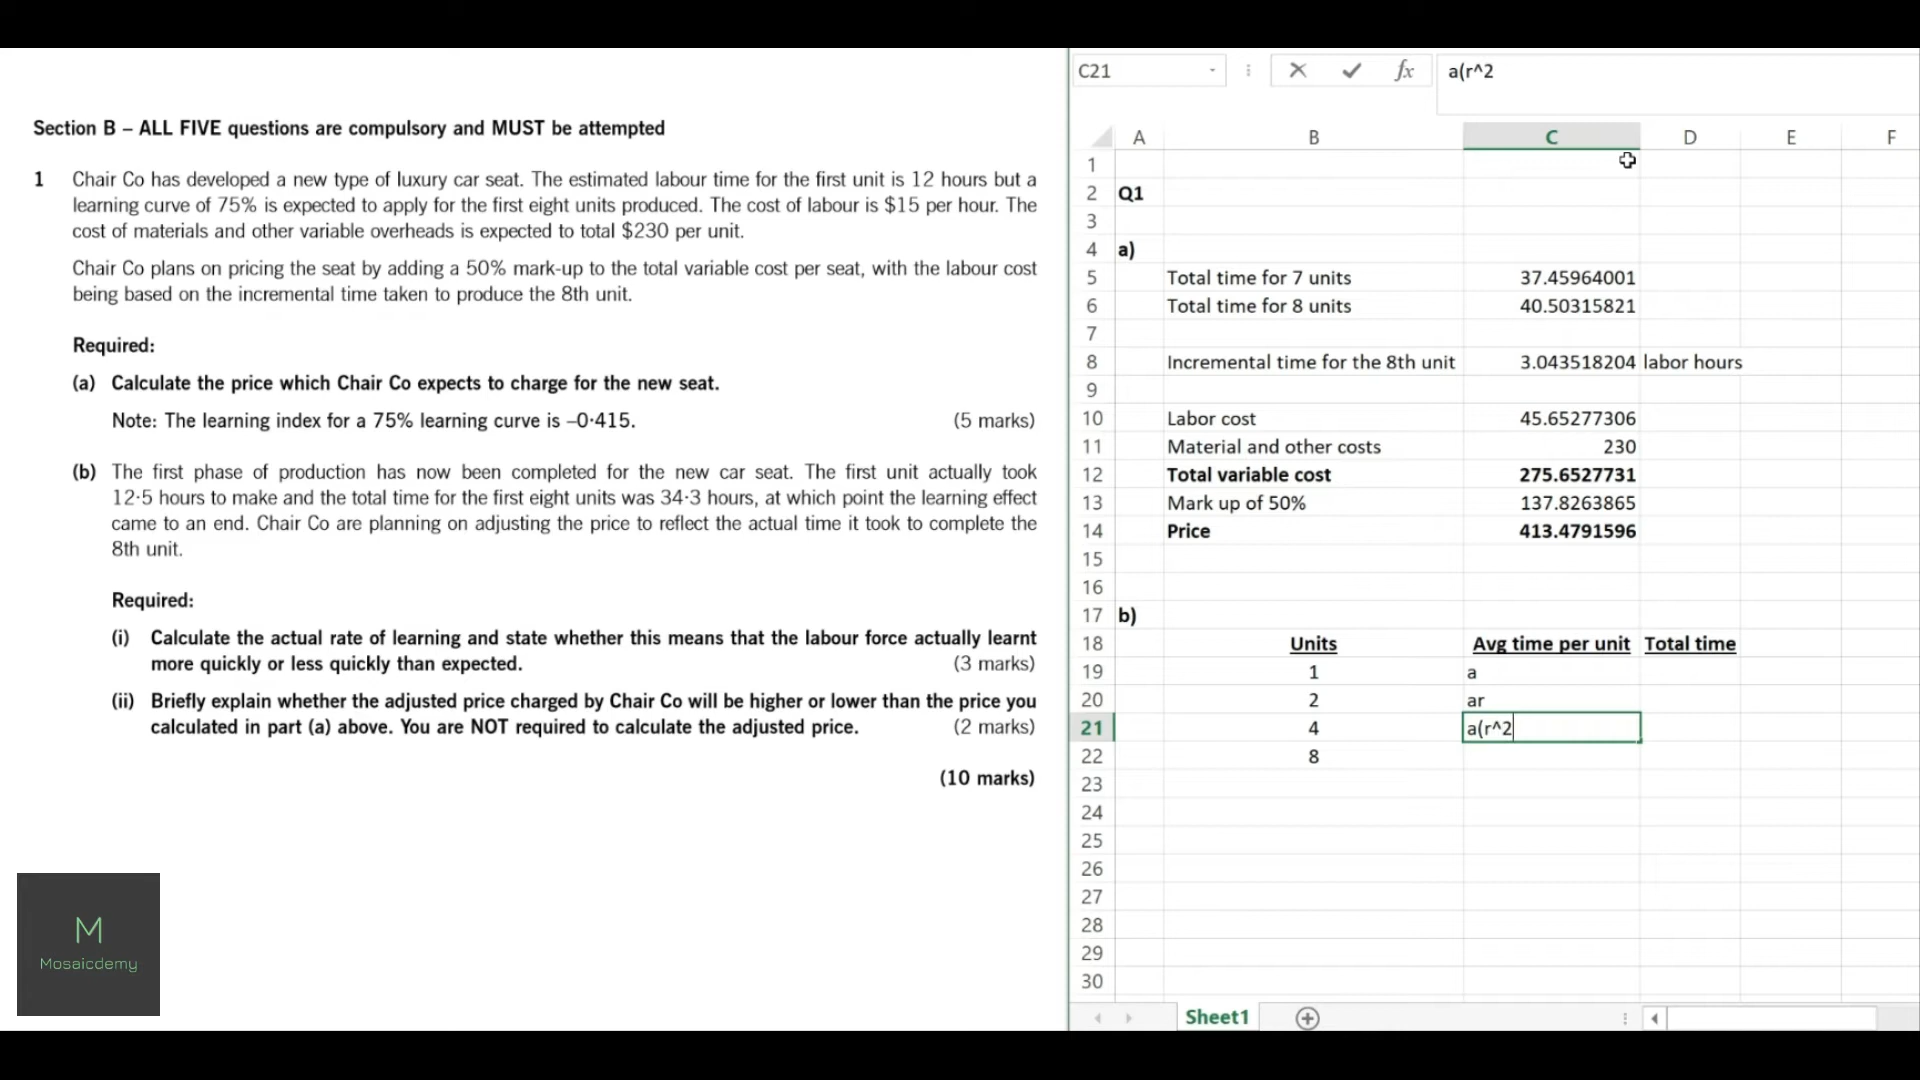 Section B – ALL FIVE questions are compulsory and MUST be attempted
1 Chair Co has developed a new type of luxury car seat. The estimated labour time for the first unit is 12 hours but a
learning curve of 75% is expected to apply for the first eight units produced. The cost of labour is $15 per hour. The
cost of materials and other variable overheads is expected to total $230 per unit.
Chair Co plans on pricing the seat by adding a 50% mark-up to the total variable cost per seat, with the labour cost
being based on the incremental time taken to produce the 8th unit.
Required:
(a) Calculate the price which Chair Co expects to charge for the new seat.
Note: The learning index for a 75% learning curve is –0·415. (5 marks)
(b) The first phase of production has now been completed for the new car seat. The first unit actually took
12·5 hours to make and the total time for the first eight units was 34·3 hours, at which point the learning effect
came to an end. Chair Co are planning on adjusting the price to reflect the actual time it took to complete the
8th unit.
Required:
(i) Calculate the actual rate of learning and state whether this means that the labour force actually learnt
more quickly or less quickly than expected. (3 marks)
(ii) Briefly explain whether the adjusted price charged by Chair Co will be higher or lower than the price you
calculated in part (a) above. You are NOT required to calculate the adjusted price. (2 marks)
(10 marks)
M
Mosaicdemy
C21 fx a(r^2
A B C D E F
1
2 Q1
3
4 a)
5 Total time for 7 units 37.45964001
6 Total time for 8 units 40.50315821
7
8 Incremental time for the 8th unit 3.043518204 labor hours
9
10 Labor cost 45.65277306
11 Material and other costs 230
12 Total variable cost 275.6527731
13 Mark up of 50% 137.8263865
14 Price 413.4791596
15
16
17 b)
18 Units Avg time per unit Total time
19 1 a
20 2 ar
21 4 a(r^2
22 8
23
24
25
26
27
28
29
30
Sheet1